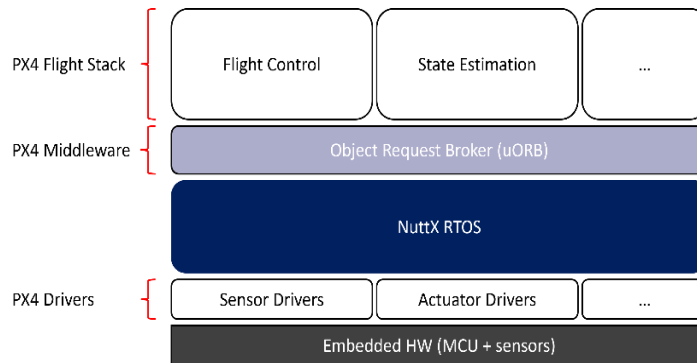 PX4 Flight Stack
Flight Control
State Estimation
...
PX4 Middleware
Object Request Broker (uORB)
NuttX RTOS
PX4 Drivers
Sensor Drivers
Actuator Drivers
...
Embedded HW (MCU + sensors)